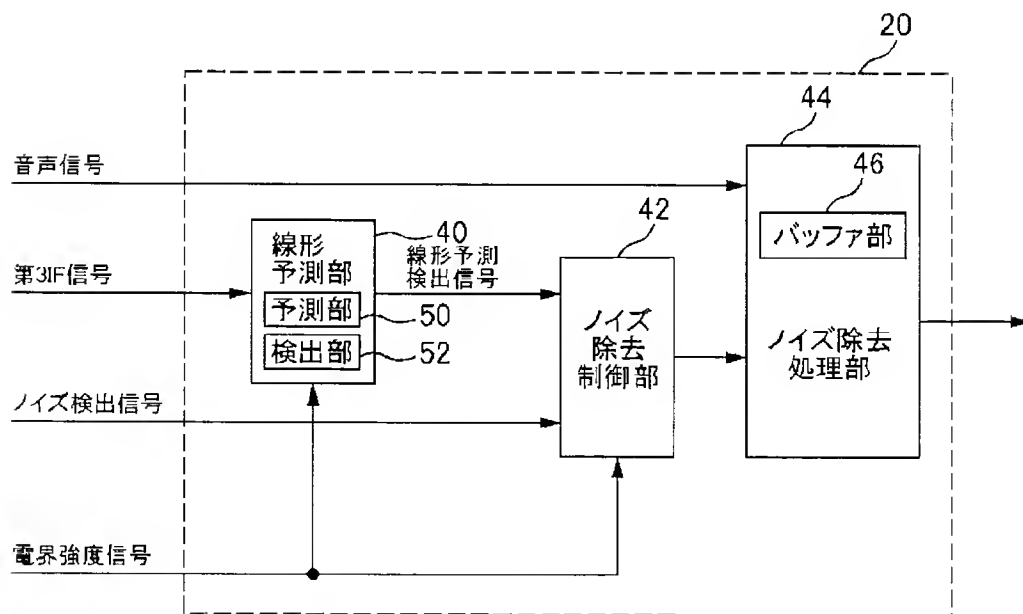 20
44
音声信号
46
バッファ部
42
40
線形
予測部
線形予測
検出信号
第3IF信号
予測部
50
検出部
52
ノイズ
除去
制御部
ノイズ除去
処理部
ノイズ検出信号
電界強度信号